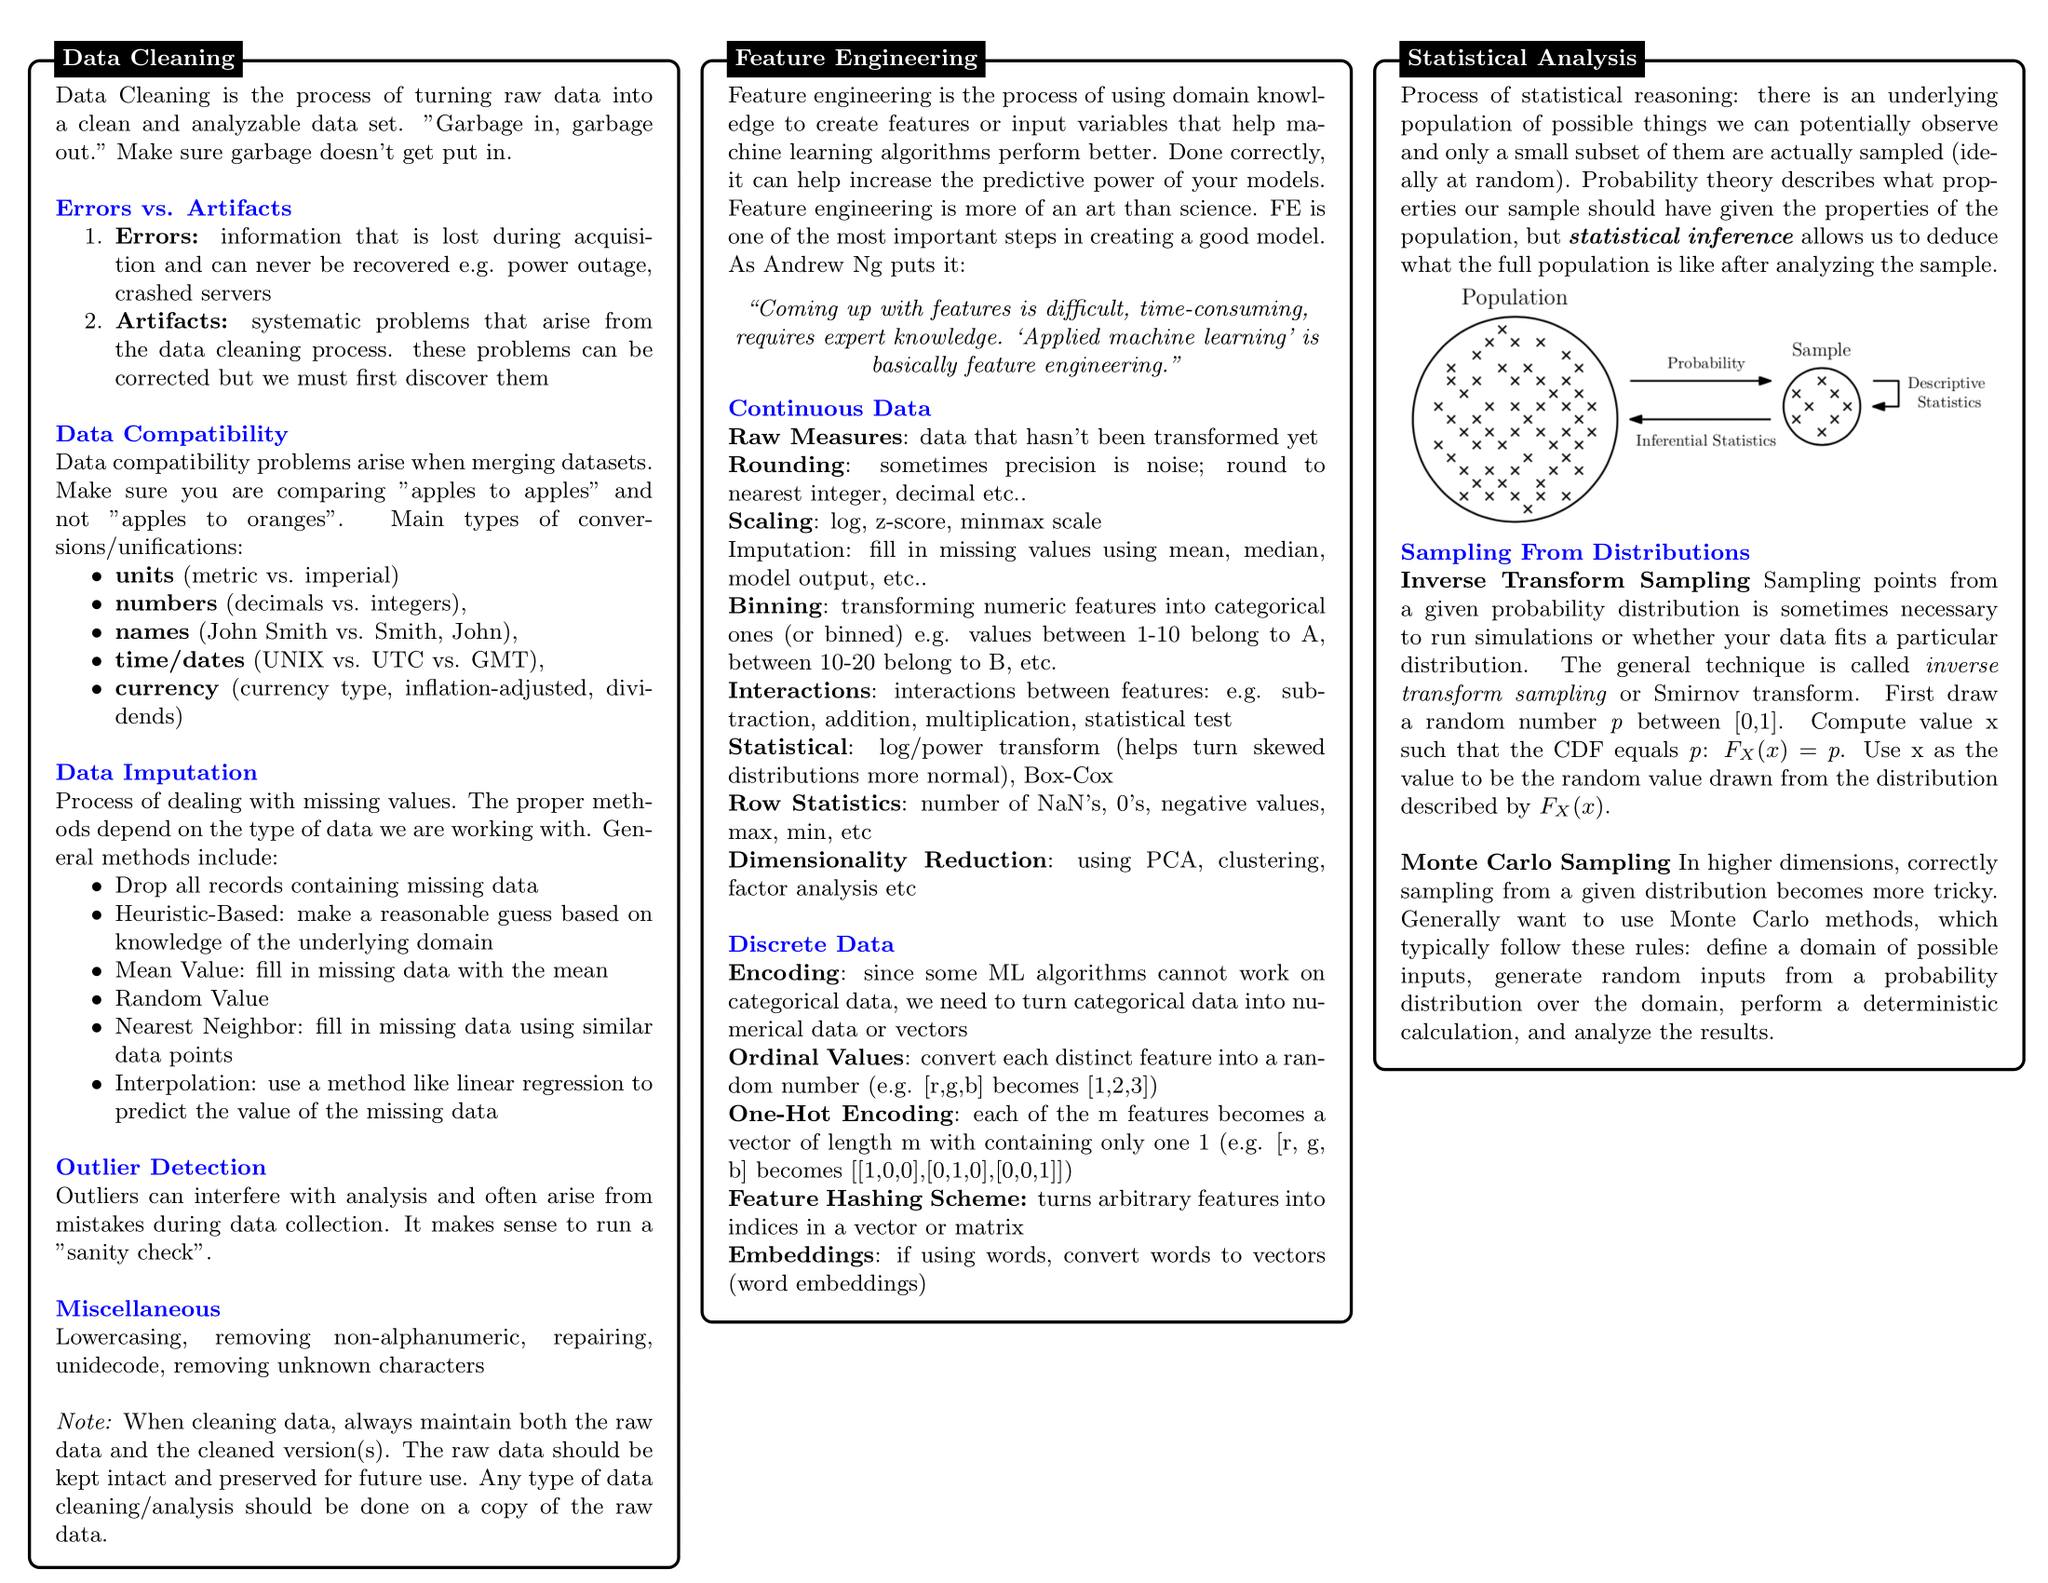 Data Cleaning
Data Cleaning is the process of turning raw data into
a clean and analyzable data set. ”Garbage in, garbage
out.” Make sure garbage doesn’t get put in.
Errors vs. Artifacts
1. Errors: information that is lost during acquisi-
tion and can never be recovered e.g. power outage,
crashed servers
2. Artifacts: systematic problems that arise from
the data cleaning process. these problems can be
corrected but we must first discover them
Data Compatibility
Data compatibility problems arise when merging datasets.
Make sure you are comparing ”apples to apples” and
not ”apples to oranges”. Main types of conver-
sions/unifications:
• units (metric vs. imperial)
• numbers (decimals vs. integers),
• names (John Smith vs. Smith, John),
• time/dates (UNIX vs. UTC vs. GMT),
• currency (currency type, inflation-adjusted, divi-
dends)
Data Imputation
Process of dealing with missing values. The proper meth-
ods depend on the type of data we are working with. Gen-
eral methods include:
• Drop all records containing missing data
• Heuristic-Based: make a reasonable guess based on
knowledge of the underlying domain
• Mean Value: fill in missing data with the mean
• Random Value
• Nearest Neighbor: fill in missing data using similar
data points
• Interpolation: use a method like linear regression to
predict the value of the missing data
Outlier Detection
Outliers can interfere with analysis and often arise from
mistakes during data collection. It makes sense to run a
”sanity check”.
Miscellaneous
Lowercasing, removing non-alphanumeric, repairing,
unidecode, removing unknown characters
Note: When cleaning data, always maintain both the raw
data and the cleaned version(s). The raw data should be
kept intact and preserved for future use. Any type of data
cleaning/analysis should be done on a copy of the raw
data.
Feature Engineering
Feature engineering is the process of using domain knowl-
edge to create features or input variables that help ma-
chine learning algorithms perform better. Done correctly,
it can help increase the predictive power of your models.
Feature engineering is more of an art than science. FE is
one of the most important steps in creating a good model.
As Andrew Ng puts it:
“Coming up with features is difficult, time-consuming,
requires expert knowledge. ‘Applied machine learning’ is
basically feature engineering.”
Continuous Data
Raw Measures: data that hasn’t been transformed yet
Rounding: sometimes precision is noise; round to
nearest integer, decimal etc..
Scaling: log, z-score, minmax scale
Imputation: fill in missing values using mean, median,
model output, etc..
Binning: transforming numeric features into categorical
ones (or binned) e.g. values between 1-10 belong to A,
between 10-20 belong to B, etc.
Interactions: interactions between features: e.g. sub-
traction, addition, multiplication, statistical test
Statistical: log/power transform (helps turn skewed
distributions more normal), Box-Cox
Row Statistics: number of NaN’s, 0’s, negative values,
max, min, etc
Dimensionality Reduction: using PCA, clustering,
factor analysis etc
Discrete Data
Encoding: since some ML algorithms cannot work on
categorical data, we need to turn categorical data into nu-
merical data or vectors
Ordinal Values: convert each distinct feature into a ran-
dom number (e.g. [r,g,b] becomes [1,2,3])
One-Hot Encoding: each of the m features becomes a
vector of length m with containing only one 1 (e.g. [r, g,
b] becomes [[1,0,0],[0,1,0],[0,0,1]])
Feature Hashing Scheme: turns arbitrary features into
indices in a vector or matrix
Embeddings: if using words, convert words to vectors
(word embeddings)
Statistical Analysis
Process of statistical reasoning: there is an underlying
population of possible things we can potentially observe
and only a small subset of them are actually sampled (ide-
ally at random). Probability theory describes what prop-
erties our sample should have given the properties of the
population, but statistical inference allows us to deduce
what the full population is like after analyzing the sample.
Population
Probability
Inferential Statistics
Sample
Descriptive
Statistics
Sampling From Distributions
Inverse Transform Sampling Sampling points from
a given probability distribution is sometimes necessary
to run simulations or whether your data fits a particular
distribution. The general technique is called inverse
transform sampling or Smirnov transform. First draw
a random number p between [0,1]. Compute value x
such that the CDF equals p: F_X(x) = p. Use x as the
value to be the random value drawn from the distribution
described by F_X(x).
Monte Carlo Sampling In higher dimensions, correctly
sampling from a given distribution becomes more tricky.
Generally want to use Monte Carlo methods, which
typically follow these rules: define a domain of possible
inputs, generate random inputs from a probability
distribution over the domain, perform a deterministic
calculation, and analyze the results.